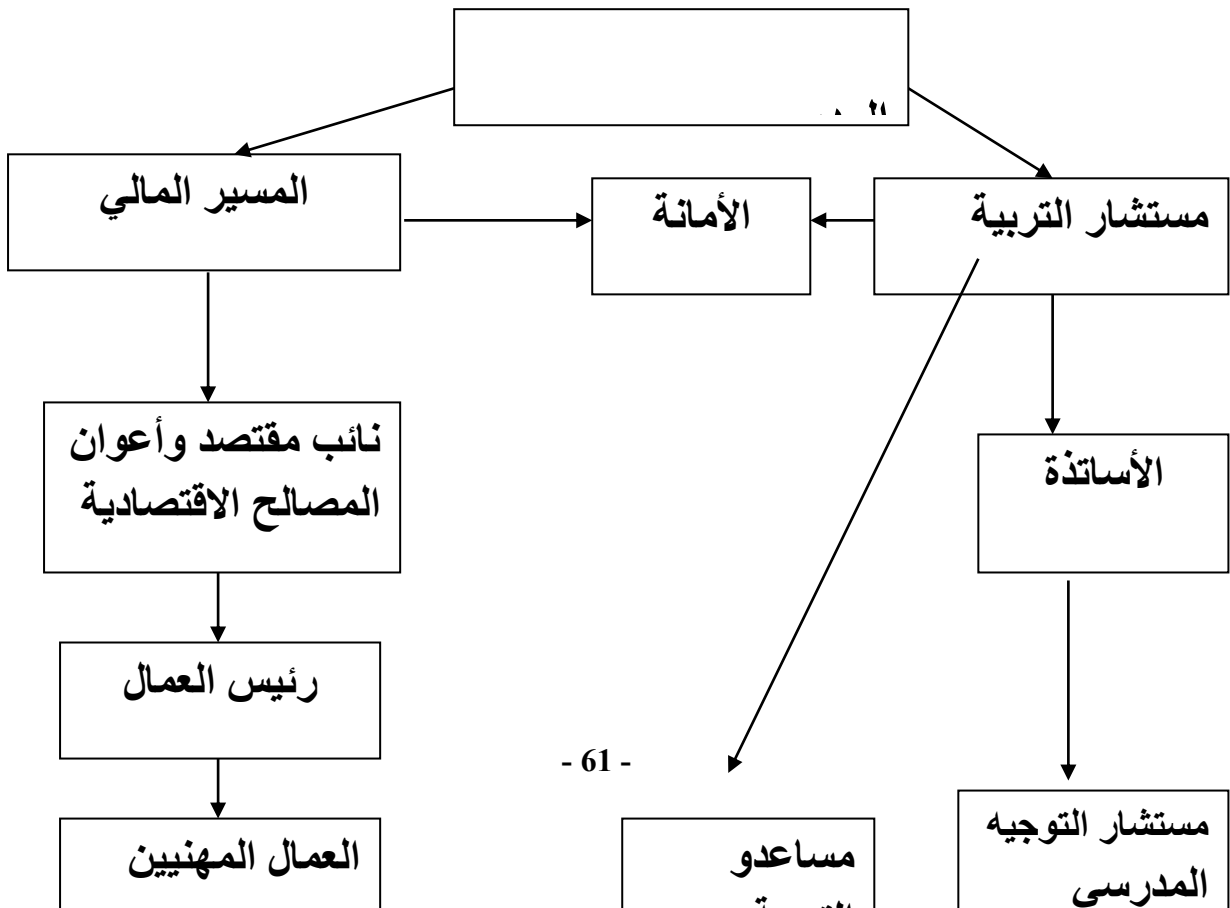 مستشار التربية
الأمانة
المسير المالي
الأساتذة
نائب مقتصد وأعوان
المصالح الاقتصادية
رئيس العمال
- 61 -
مستشار التوجيه
المدرسي
مساعدو
العمال المهنيين